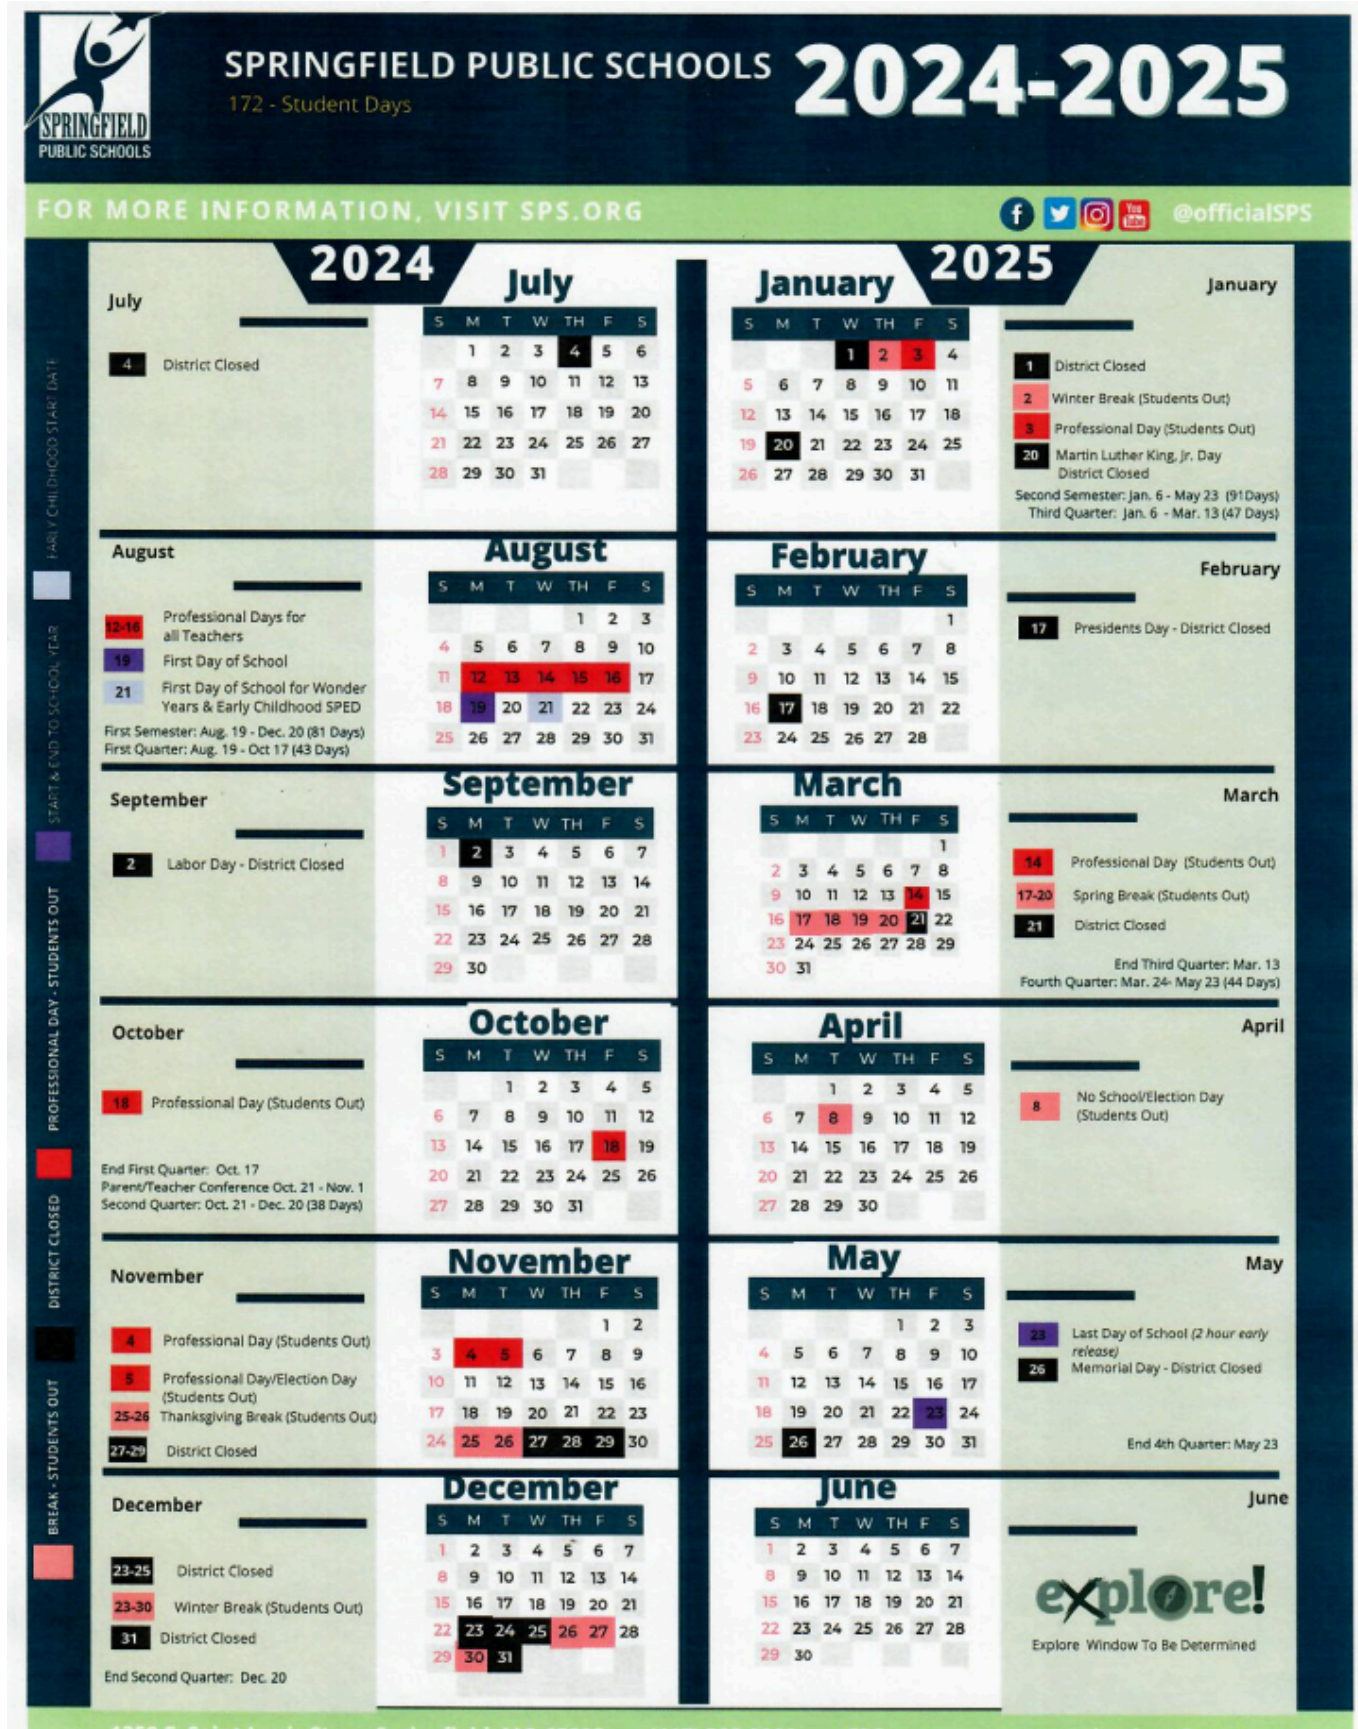 SPRINGFIELD
PUBLIC SCHOOLS
SPRINGFIELD PUBLIC SCHOOLS
172 - Student Days
2024-2025
FOR MORE INFORMATION, VISIT SPS.ORG
You
Tube
@officialSPS
EARLY CHILDHOOD START DATE
START & END TO SCHOOL YEAR
PROFESSIONAL DAY - STUDENTS OUT
DISTRICT CLOSED
BREAK - STUDENTS OUT
2024
July
4 District Closed
July
S M T W TH F S
1 2 3 4 5 6
7 8 9 10 11 12 13
14 15 16 17 18 19 20
21 22 23 24 25 26 27
28 29 30 31
August
12-16 Professional Days for
all Teachers
19 First Day of School
21 First Day of School for Wonder
Years & Early Childhood SPED
First Semester: Aug. 19 - Dec. 20 (81 Days)
First Quarter: Aug. 19 - Oct 17 (43 Days)
August
S M T W TH F S
1 2 3
4 5 6 7 8 9 10
11 12 13 14 15 16 17
18 19 20 21 22 23 24
25 26 27 28 29 30 31
September
2 Labor Day - District Closed
September
S M T W TH F S
1 2 3 4 5 6 7
8 9 10 11 12 13 14
15 16 17 18 19 20 21
22 23 24 25 26 27 28
29 30
October
18 Professional Day (Students Out)
End First Quarter: Oct. 17
Parent/Teacher Conference Oct. 21 - Nov. 1
Second Quarter: Oct. 21 - Dec. 20 (38 Days)
October
S M T W TH F S
1 2 3 4 5
6 7 8 9 10 11 12
13 14 15 16 17 18 19
20 21 22 23 24 25 26
27 28 29 30 31
November
4 Professional Day (Students Out)
5 Professional Day/Election Day
(Students Out)
25-26 Thanksgiving Break (Students Out)
27-29 District Closed
November
S M T W TH F S
1 2
3 4 5 6 7 8 9
10 11 12 13 14 15 16
17 18 19 20 21 22 23
24 25 26 27 28 29 30
December
23-25 District Closed
23-30 Winter Break (Students Out)
31 District Closed
End Second Quarter: Dec. 20
December
S M T W TH F S
1 2 3 4 5 6 7
8 9 10 11 12 13 14
15 16 17 18 19 20 21
22 23 24 25 26 27 28
29 30 31
2025
January
S M T W TH F S
1 2 3 4
5 6 7 8 9 10 11
12 13 14 15 16 17 18
19 20 21 22 23 24 25
26 27 28 29 30 31
January
1 District Closed
2 Winter Break (Students Out)
3 Professional Day (Students Out)
20 Martin Luther King, Jr. Day
District Closed
Second Semester: Jan. 6 - May 23 (91Days)
Third Quarter: Jan. 6 - Mar. 13 (47 Days)
February
S M T W TH F S
1
2 3 4 5 6 7 8
9 10 11 12 13 14 15
16 17 18 19 20 21 22
23 24 25 26 27 28
February
17 Presidents Day - District Closed
March
S M T W TH F S
1
2 3 4 5 6 7 8
9 10 11 12 13 14 15
16 17 18 19 20 21 22
23 24 25 26 27 28 29
30 31
March
14 Professional Day (Students Out)
17-20 Spring Break (Students Out)
21 District Closed
End Third Quarter: Mar. 13
Fourth Quarter: Mar. 24- May 23 (44 Days)
April
S M T W TH F S
1 2 3 4 5
6 7 8 9 10 11 12
13 14 15 16 17 18 19
20 21 22 23 24 25 26
27 28 29 30
April
8 No School/Election Day
(Students Out)
May
S M T W TH F S
1 2 3
4 5 6 7 8 9 10
11 12 13 14 15 16 17
18 19 20 21 22 23 24
25 26 27 28 29 30 31
May
23 Last Day of School (2 hour early
release)
26 Memorial Day - District Closed
End 4th Quarter: May 23
June
S M T W TH F S
1 2 3 4 5 6 7
8 9 10 11 12 13 14
15 16 17 18 19 20 21
22 23 24 25 26 27 28
29 30
June
explore!
Explore Window To Be Determined